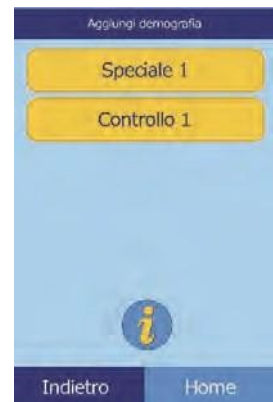 Aggiungi demografia
Speciale 1
Controllo 1
i
Indietro Home